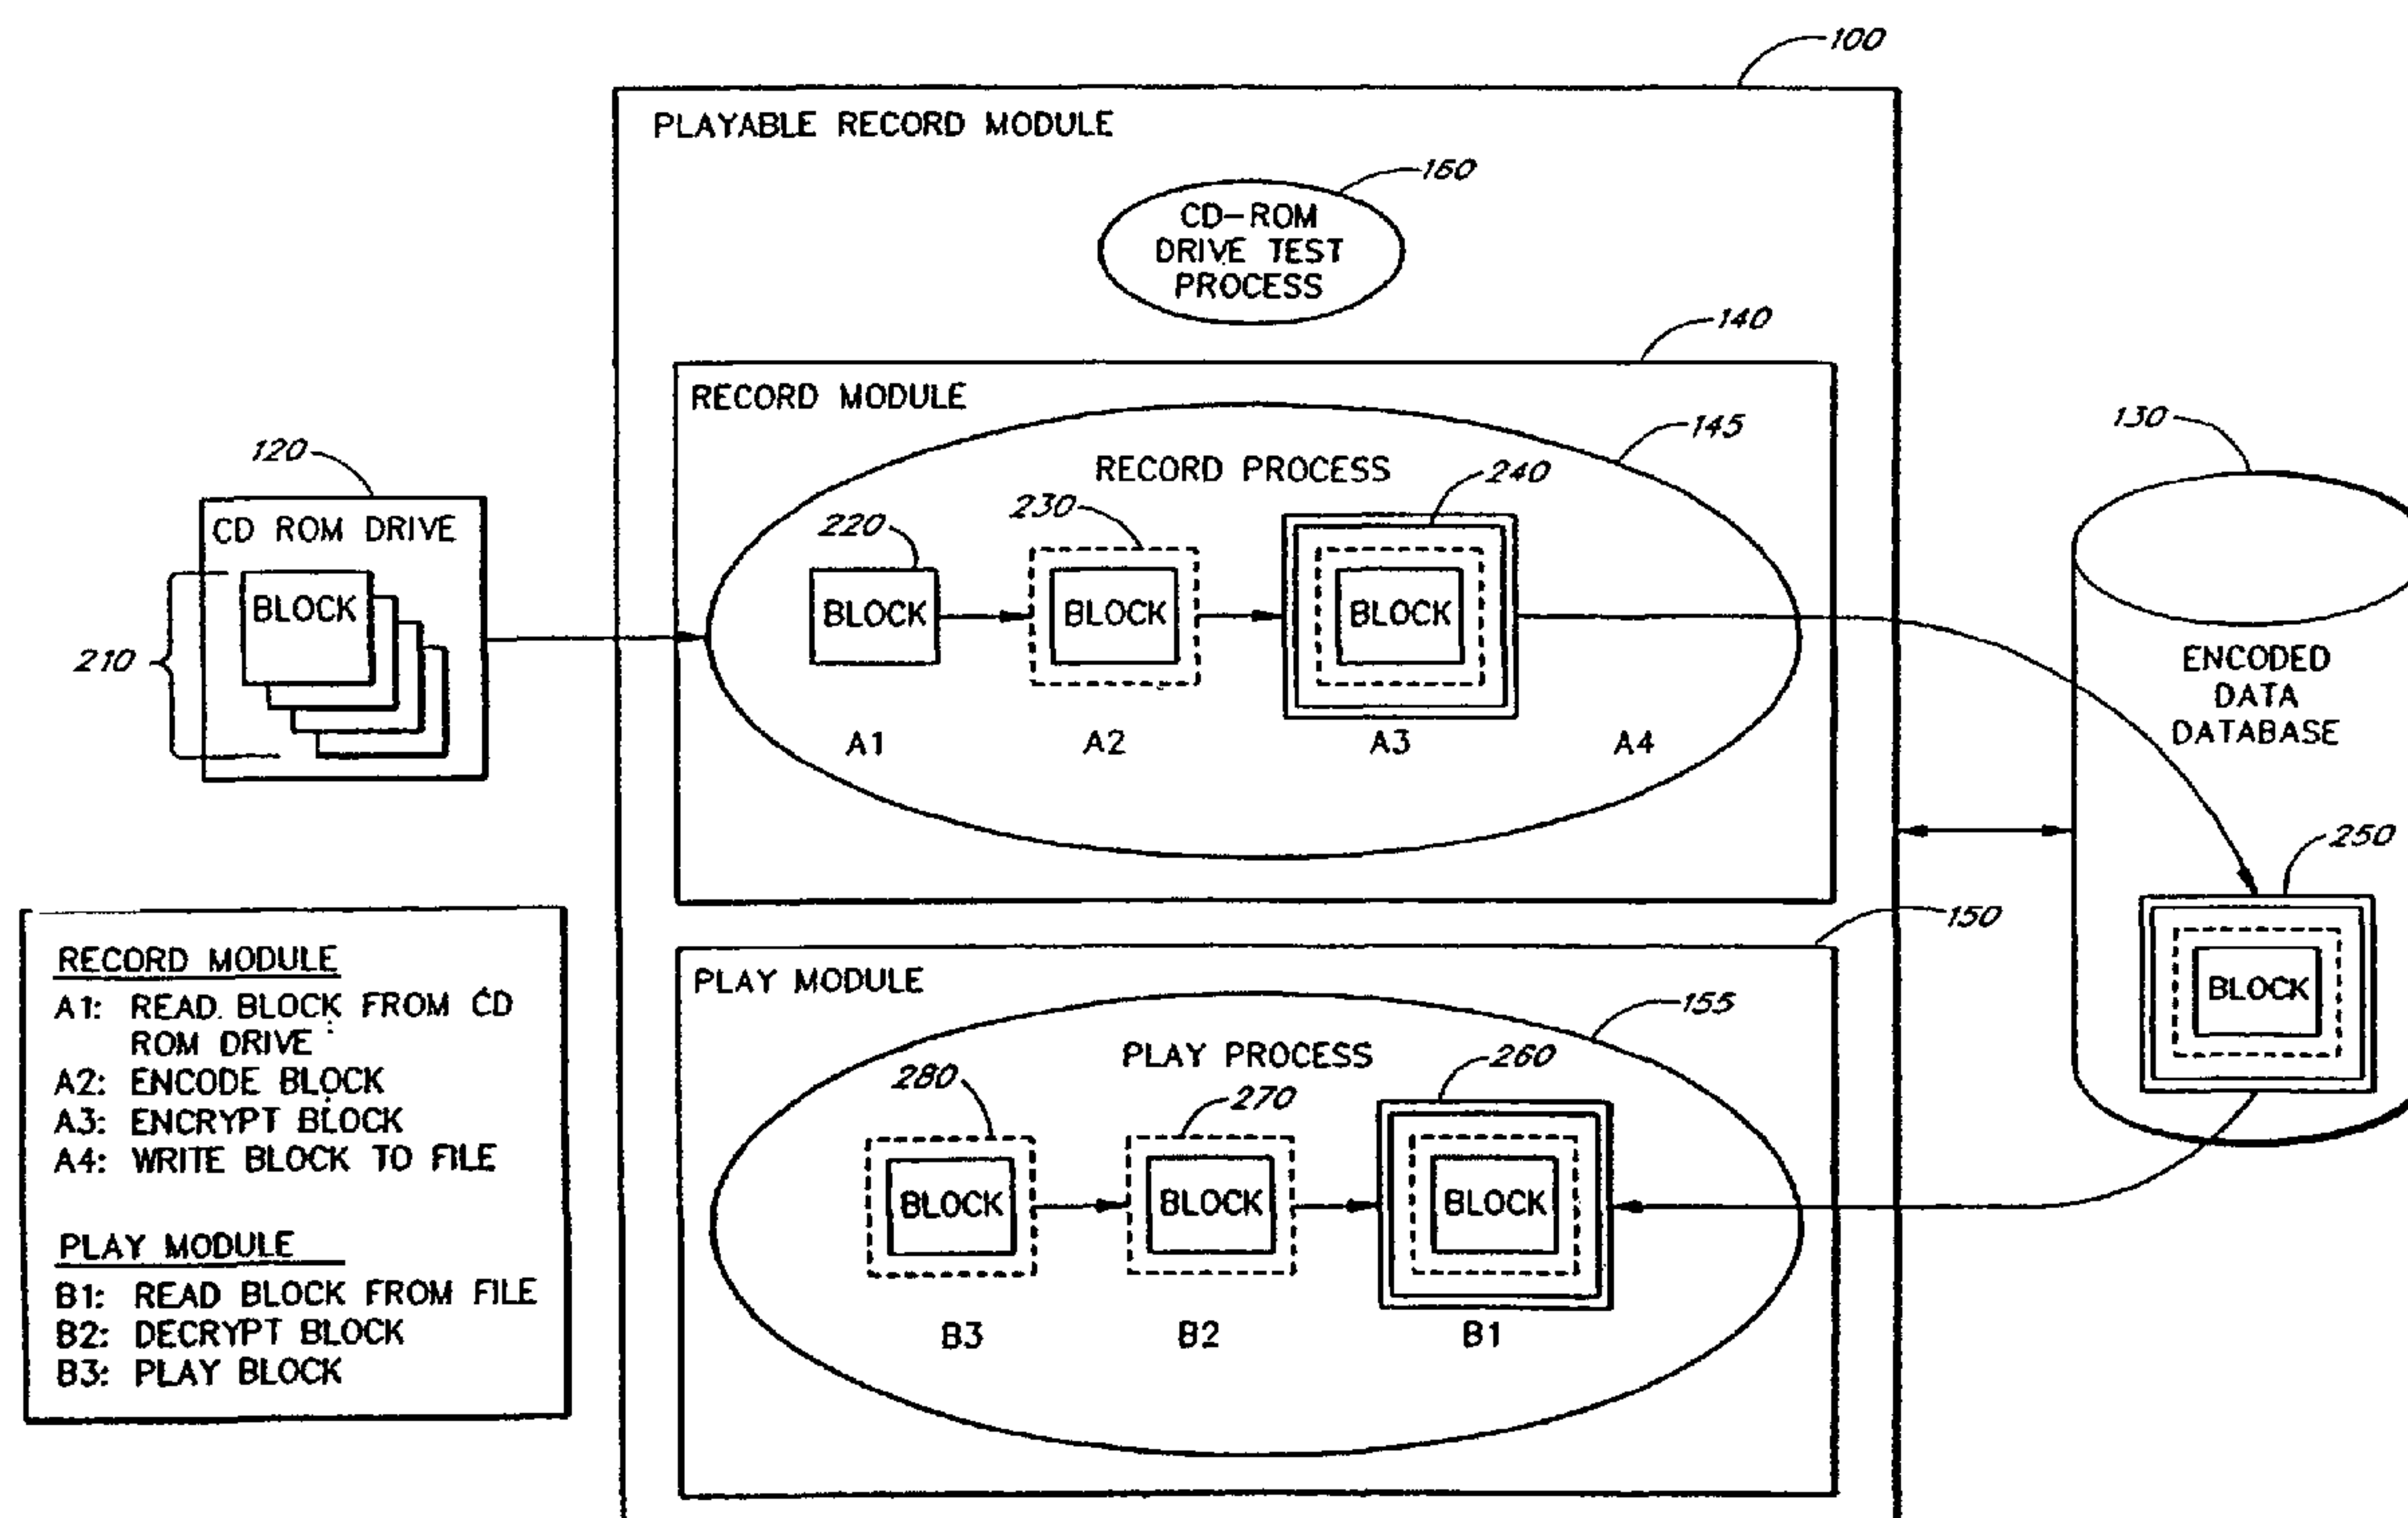 100
PLAYABLE RECORD MODULE
160
CD-ROM
DRIVE TEST
PROCESS
140
RECORD MODULE
145
RECORD PROCESS
120
CD ROM DRIVE
BLOCK
210
220
BLOCK
230
BLOCK
240
BLOCK
A1
A2
A3
A4
130
ENCODED
DATA
DATABASE
250
BLOCK
150
PLAY MODULE
155
PLAY PROCESS
280
BLOCK
270
BLOCK
260
BLOCK
B3
B2
B1
RECORD MODULE
A1: READ BLOCK FROM CD
ROM DRIVE
A2: ENCODE BLOCK
A3: ENCRYPT BLOCK
A4: WRITE BLOCK TO FILE
PLAY MODULE
B1: READ BLOCK FROM FILE
B2: DECRYPT BLOCK
B3: PLAY BLOCK